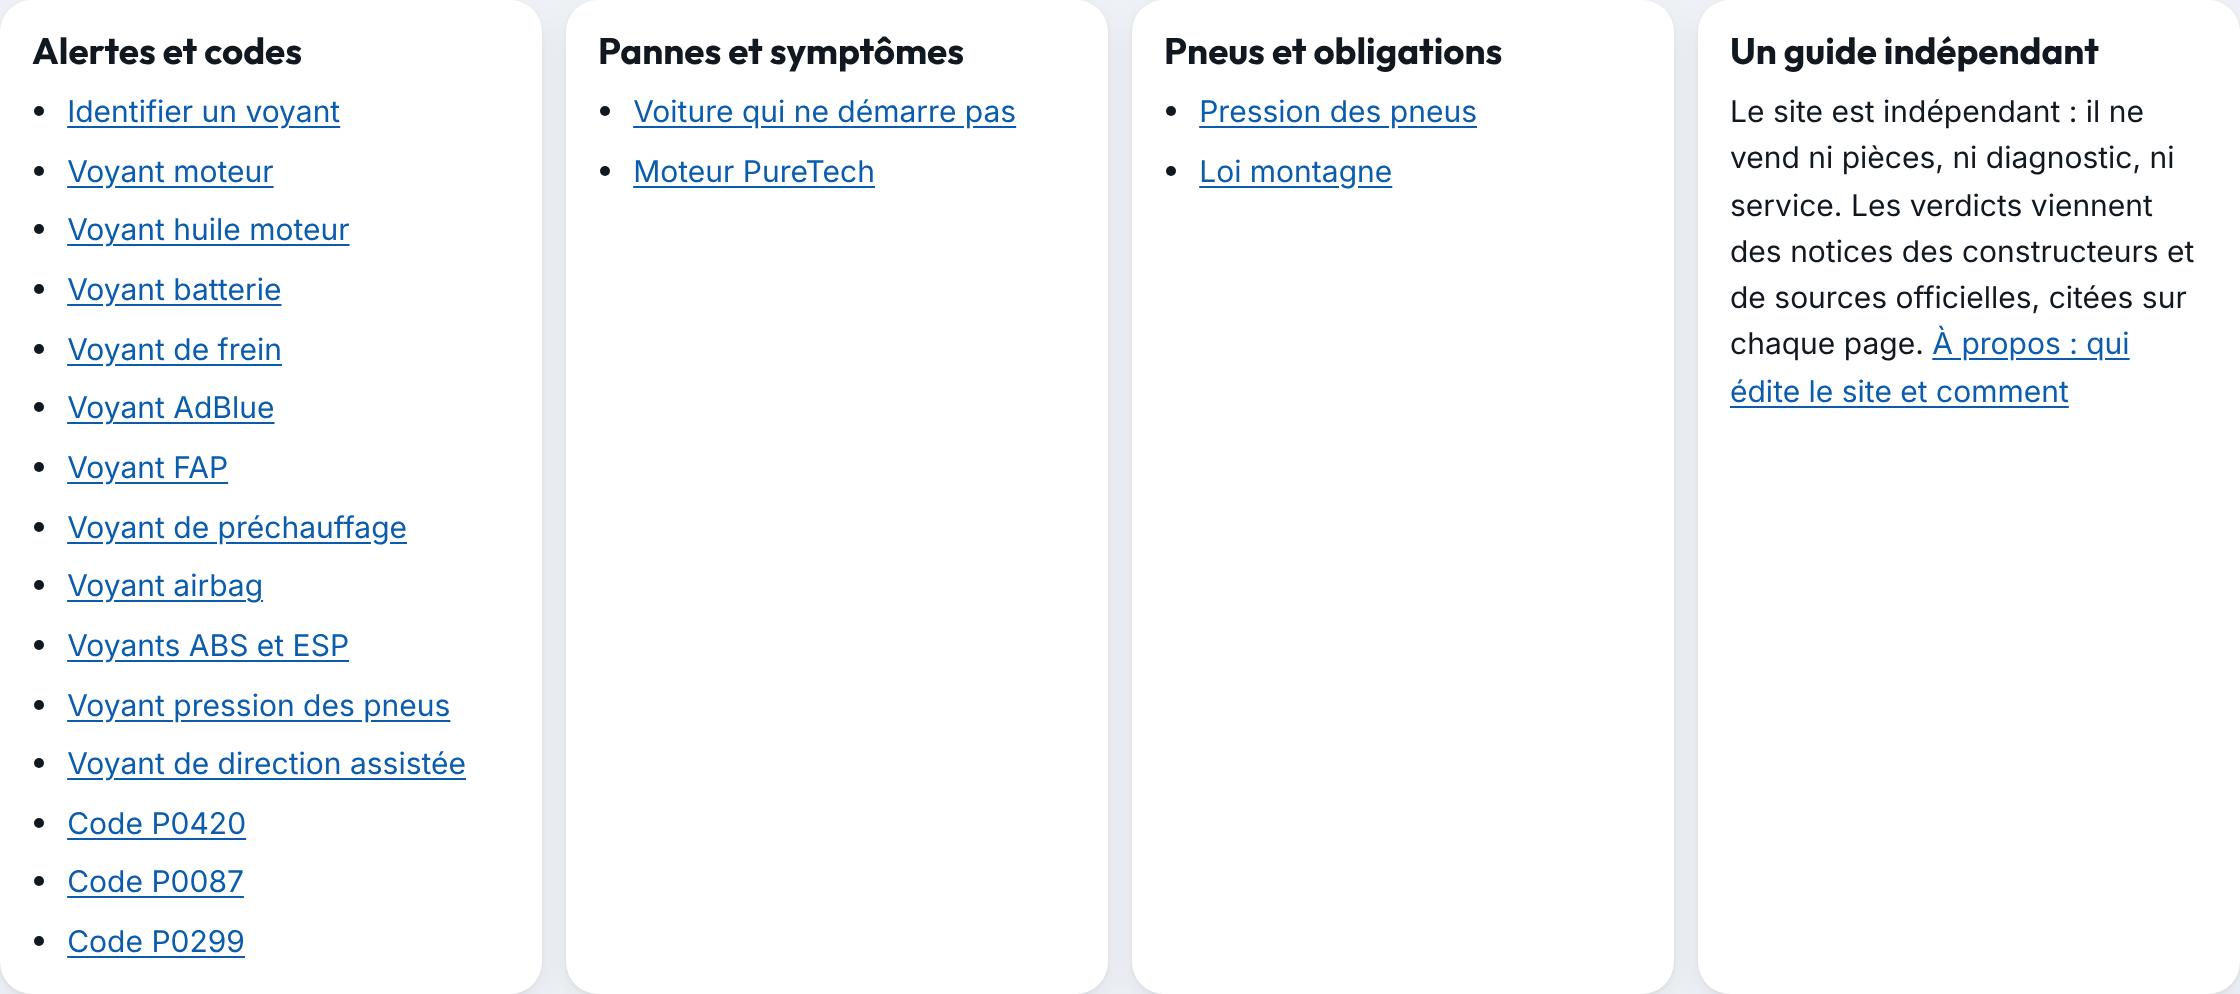 Alertes et codes
Identifier un voyant
Voyant moteur
Voyant huile moteur
Voyant batterie
Voyant de frein
Voyant AdBlue
Voyant FAP
Voyant de préchauffage
Voyant airbag
Voyants ABS et ESP
Voyant pression des pneus
Voyant de direction assistée
Code P0420
Code P0087
Code P0299
Pannes et symptômes
Voiture qui ne démarre pas
Moteur PureTech
Pneus et obligations
Pression des pneus
Loi montagne
Un guide indépendant
Le site est indépendant : il ne
vend ni pièces, ni diagnostic, ni
service. Les verdicts viennent
des notices des constructeurs et
de sources officielles, citées sur
chaque page. À propos : qui
édite le site et comment